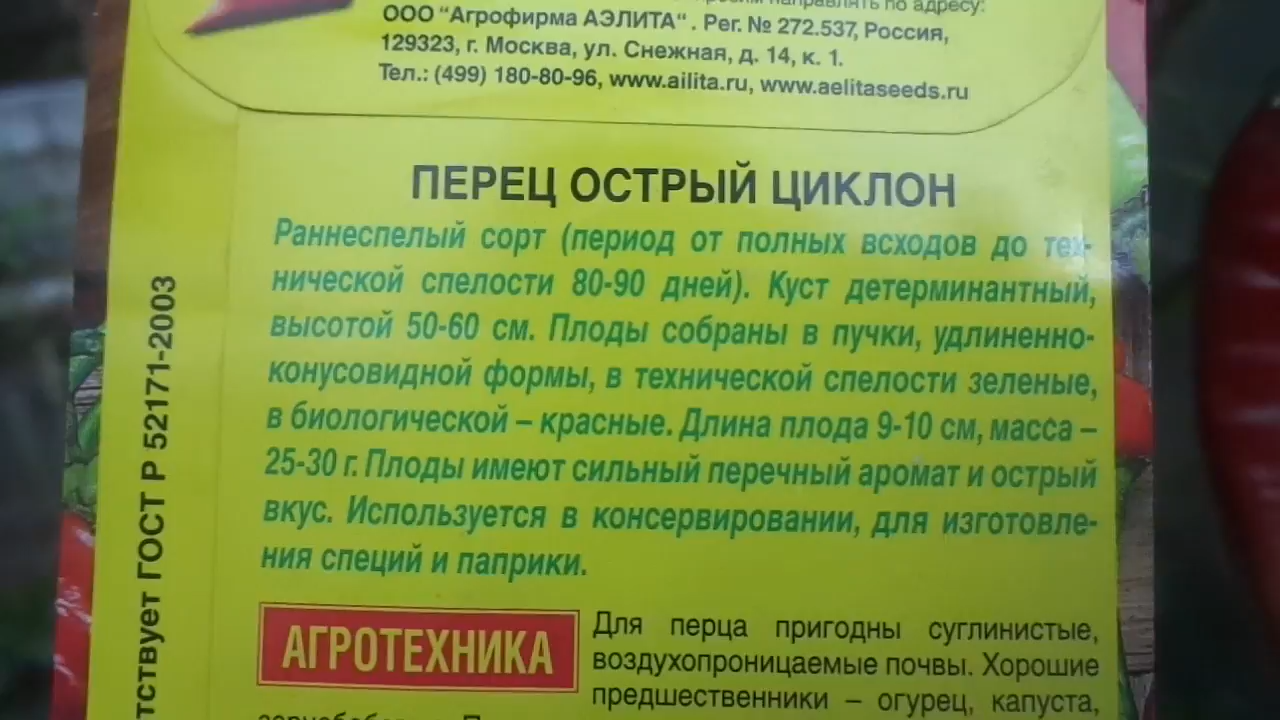 направлять по адресу:
ООО "Агрофирма АЭЛИТА". Рег. № 272.537, Россия,
129323, г. Москва, ул. Снежная, д. 14, к. 1.
Тел.: (499) 180-80-96, www.ailita.ru, www.aelitaseeds.ru
ПЕРЕЦ ОСТРЫЙ ЦИКЛОН
Раннеспелый сорт (период от полных всходов до тех-
нической спелости 80-90 дней). Куст детерминантный,
высотой 50-60 см. Плоды собраны в пучки, удлиненно-
конусовидной формы, в технической спелости зеленые,
в биологической – красные. Длина плода 9-10 см, масса –
25-30 г. Плоды имеют сильный перечный аромат и острый
вкус. Используется в консервировании, для изготовле-
ния специй и паприки.
АГРОТЕХНИКА
Для перца пригодны суглинистые,
воздухопроницаемые почвы. Хорошие
предшественники – огурец, капуста,
тствует ГОСТ Р 52171-2003